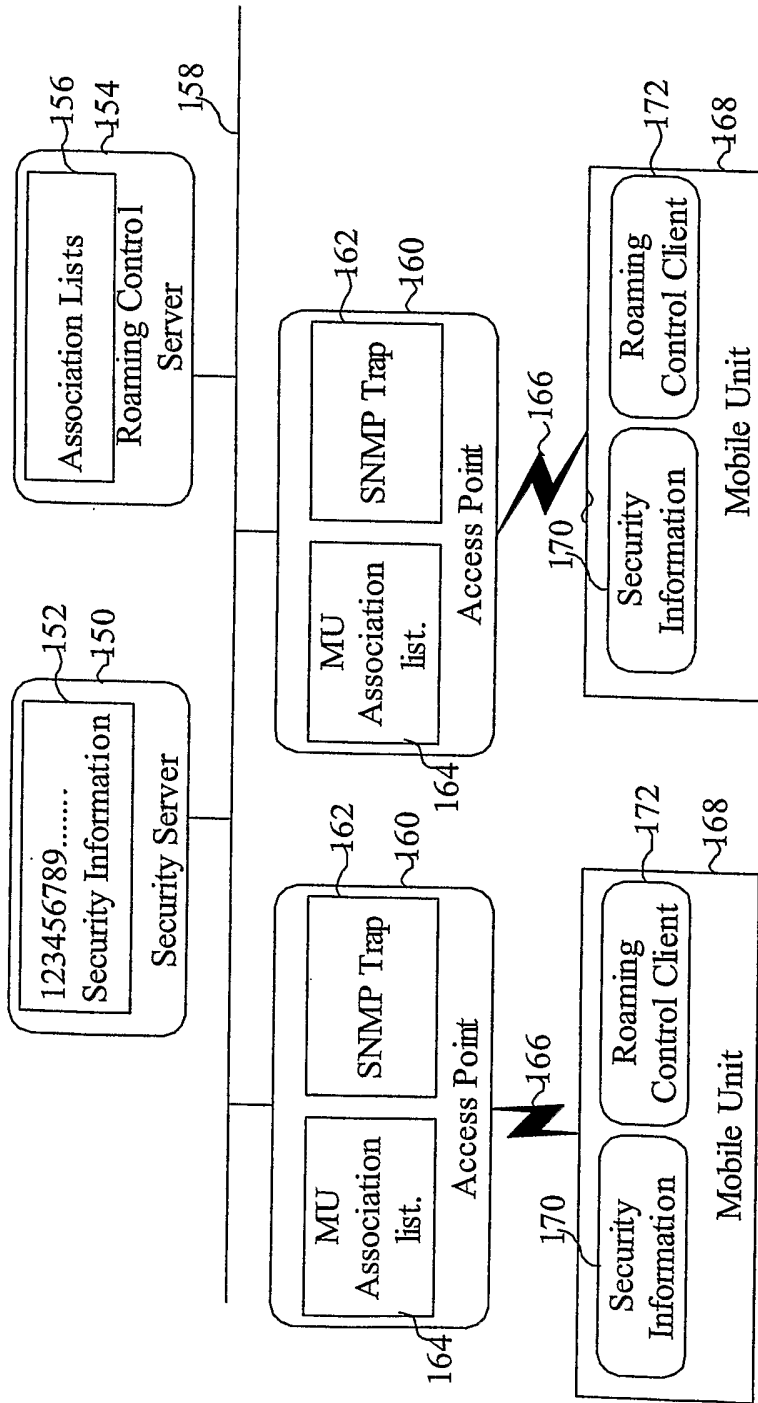 123456789.......
Security Information
Security Server
152
150
Association Lists
Roaming Control
Server
156
154
158
MU
Association
list.
SNMP Trap
Access Point
162
160
164
MU
Association
list.
SNMP Trap
Access Point
162
160
164
166
166
170
Security
Information
Roaming
Control Client
Mobile Unit
172
168
170
Security
Information
Roaming
Control Client
Mobile Unit
172
168